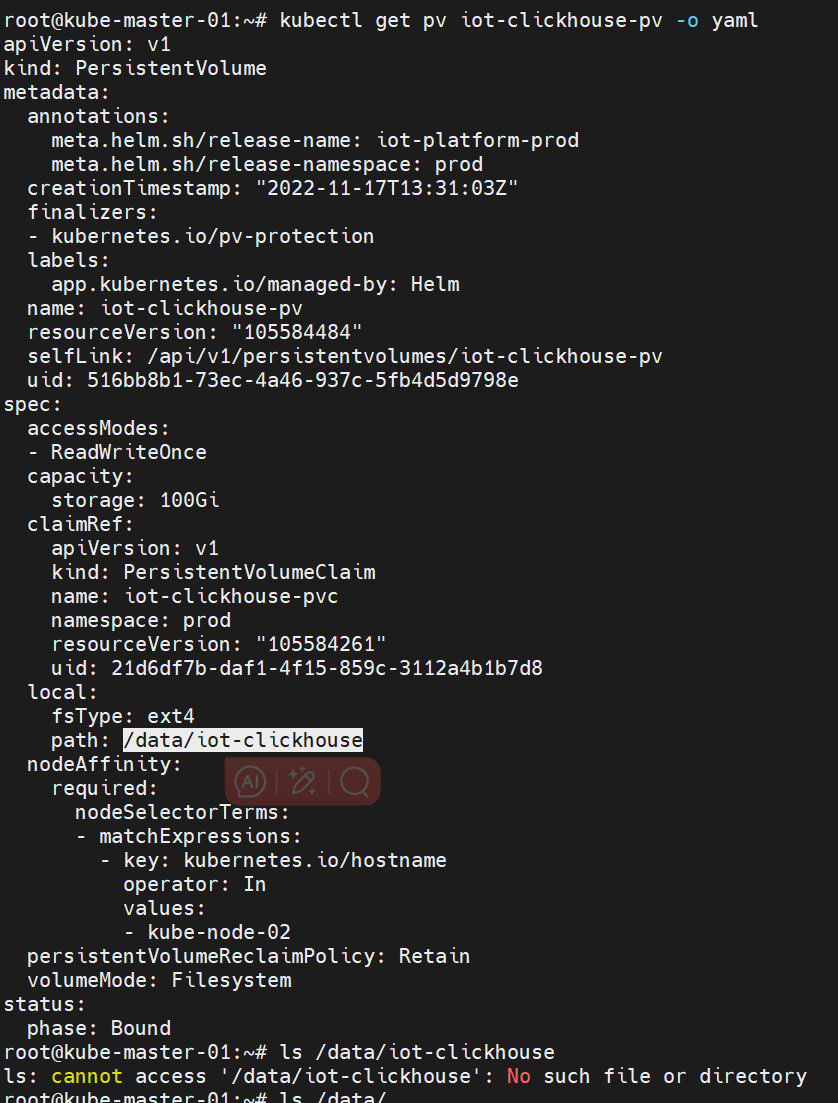 root@kube-master-01:~# kubectl get pv iot-clickhouse-pv -o yaml
apiVersion: v1
kind: PersistentVolume
metadata:
  annotations:
    meta.helm.sh/release-name: iot-platform-prod
    meta.helm.sh/release-namespace: prod
  creationTimestamp: "2022-11-17T13:31:03Z"
  finalizers:
  - kubernetes.io/pv-protection
  labels:
    app.kubernetes.io/managed-by: Helm
  name: iot-clickhouse-pv
  resourceVersion: "105584484"
  selfLink: /api/v1/persistentvolumes/iot-clickhouse-pv
  uid: 516bb8b1-73ec-4a46-937c-5fb4d5d9798e
spec:
  accessModes:
  - ReadWriteOnce
  capacity:
    storage: 100Gi
  claimRef:
    apiVersion: v1
    kind: PersistentVolumeClaim
    name: iot-clickhouse-pvc
    namespace: prod
    resourceVersion: "105584261"
    uid: 21d6df7b-daf1-4f15-859c-3112a4b1b7d8
  local:
    fsType: ext4
    path: /data/iot-clickhouse
  nodeAffinity:
AI
    required:
      nodeSelectorTerms:
      - matchExpressions:
        - key: kubernetes.io/hostname
          operator: In
          values:
          - kube-node-02
  persistentVolumeReclaimPolicy: Retain
  volumeMode: Filesystem
status:
  phase: Bound
root@kube-master-01:~# ls /data/iot-clickhouse
ls: cannot access '/data/iot-clickhouse': No such file or directory
root@kube-master-01:~# ls /data/